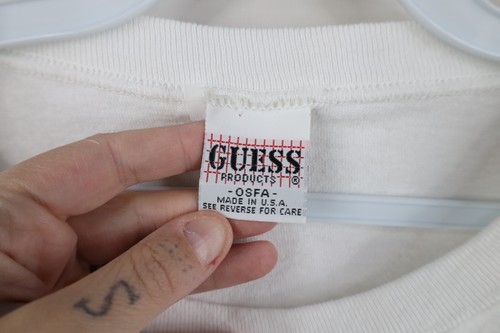 GUESS
PRODUCTS ®
-OSFA-
MADE IN U.S.A.
SEE REVERSE FOR CARE
S